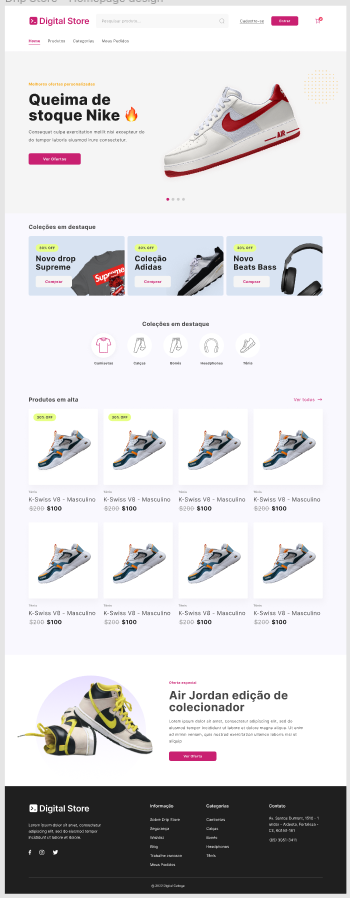 Drip Store - Homepage design
Digital Store
Pesquisar produto...
Cadastre-se
Entrar
2
Home
Produtos
Categorias
Meus Pedidos
Melhores ofertas personalizadas
Queima de
stoque Nike 🔥
Consequat culpa exercitation mollit nisi excepteur do
do tempor laboris eiusmod irure consectetur.
Ver Ofertas
AIR
Coleções em destaque
30% OFF
Novo drop
Supreme
Comprar
Supreme
30% OFF
Coleção
Adidas
Comprar
30% OFF
Novo
Beats Bass
Comprar
Coleções em destaque
Camisetas
Calças
Bonés
Headphones
Tênis
Produtos em alta
Ver todos →
30% OFF
30% OFF
Tênis
K-Swiss V8 - Masculino
$200 $100
Tênis
K-Swiss V8 - Masculino
$200 $100
Tênis
K-Swiss V8 - Masculino
$200 $100
Tênis
K-Swiss V8 - Masculino
$200 $100
Tênis
K-Swiss V8 - Masculino
$200 $100
Tênis
K-Swiss V8 - Masculino
$200 $100
Tênis
K-Swiss V8 - Masculino
$200 $100
Tênis
K-Swiss V8 - Masculino
$200 $100
Oferta especial
Air Jordan edição de
colecionador
Lorem ipsum dolor sit amet, consectetur adipiscing elit, sed do
eiusmod tempor incididunt ut labore et dolore magna aliqua. Ut enim
ad minim veniam, quis nostrud exercitation ullamco laboris nisi ut
aliquip
Ver Oferta
Digital Store
Lorem ipsum dolor sit amet, consectetur
adipiscing elit, sed do eiusmod tempor
incididunt ut labore et dolore.
Informação
Sobre Drip Store
Segurança
Wishlist
Blog
Trabalhe conosco
Meus Pedidos
Categorias
Camisetas
Calças
Bonés
Headphones
Tênis
Contato
Av. Santos Dumont, 1510 - 1
andar - Aldeota, Fortaleza -
CE, 60150-161
(85) 3051-3411
© 2022 Digital College